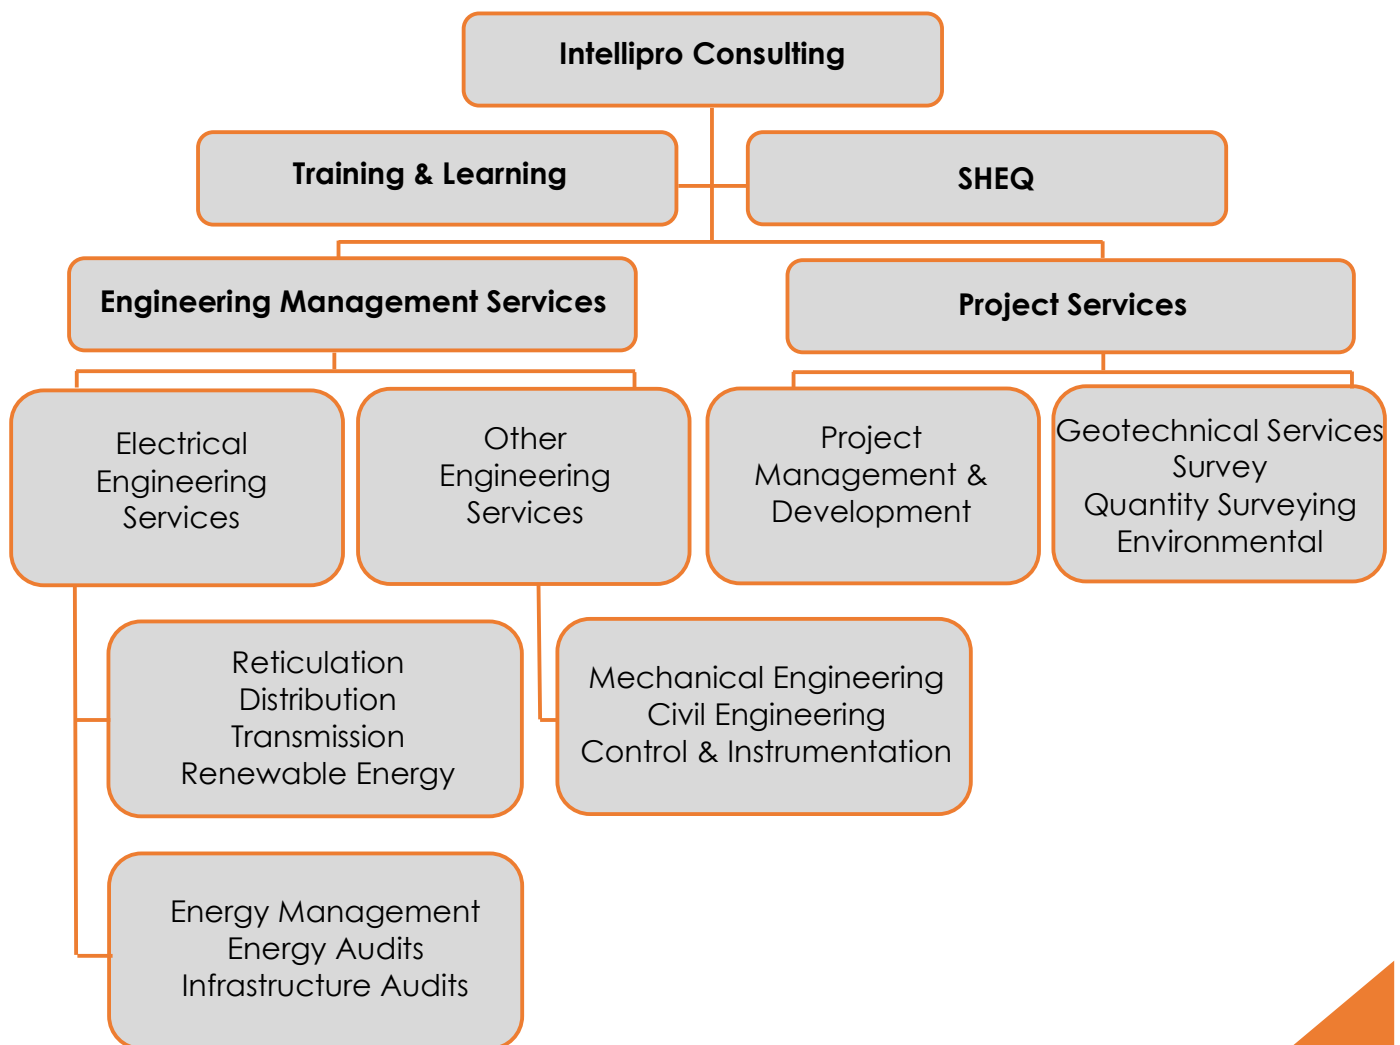 Intellipro Consulting
Training & Learning
SHEQ
Engineering Management Services
Project Services
Electrical
Engineering
Services
Other
Engineering
Services
Project
Management &
Development
Geotechnical Services
Survey
Quantity Surveying
Environmental
Reticulation
Distribution
Transmission
Renewable Energy
Mechanical Engineering
Civil Engineering
Control & Instrumentation
Energy Management
Energy Audits
Infrastructure Audits